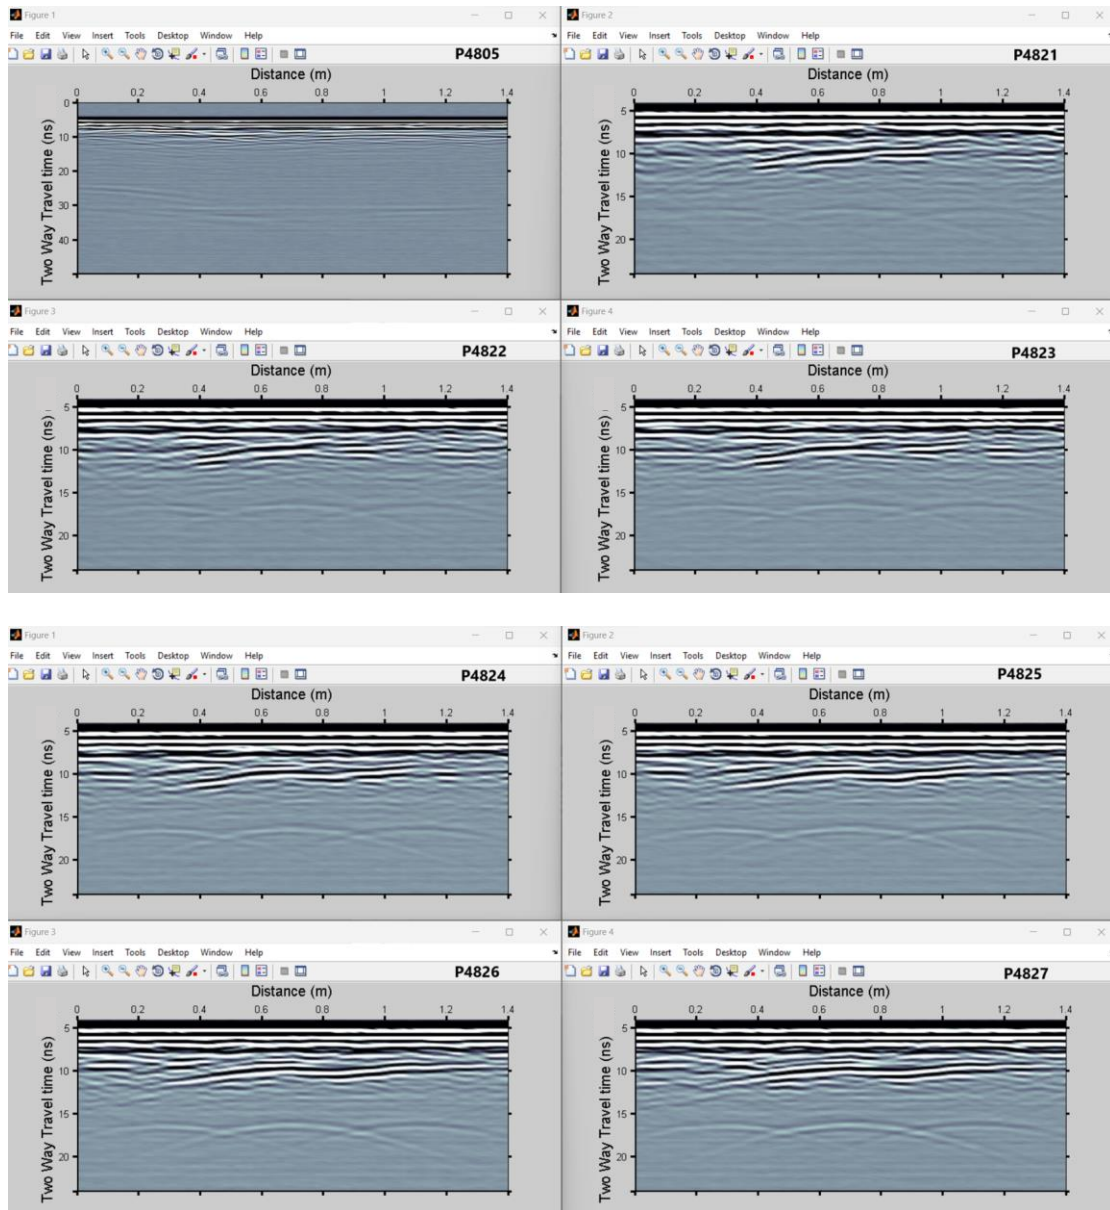 Figure 1
File Edit View Insert Tools Desktop Window Help
P4805
Distance (m)
0 0.2 0.4 0.6 0.8 1 1.2 1.4
Two Way Travel time (ns)
0
10
20
30
40
Figure 2
File Edit View Insert Tools Desktop Window Help
P4821
Distance (m)
0 0.2 0.4 0.6 0.8 1 1.2 1.4
Two Way Travel time (ns)
5
10
15
20
Figure 3
File Edit View Insert Tools Desktop Window Help
P4822
Distance (m)
0 0.2 0.4 0.6 0.8 1 1.2 1.4
Two Way Travel time (ns)
5
10
15
20
Figure 4
File Edit View Insert Tools Desktop Window Help
P4823
Distance (m)
0 0.2 0.4 0.6 0.8 1 1.2 1.4
Two Way Travel time (ns)
5
10
15
20
Figure 1
File Edit View Insert Tools Desktop Window Help
P4824
Distance (m)
0 0.2 0.4 0.6 0.8 1 1.2 1.4
Two Way Travel time (ns)
5
10
15
20
Figure 2
File Edit View Insert Tools Desktop Window Help
P4825
Distance (m)
0 0.2 0.4 0.6 0.8 1 1.2 1.4
Two Way Travel time (ns)
5
10
15
20
Figure 3
File Edit View Insert Tools Desktop Window Help
P4826
Distance (m)
0 0.2 0.4 0.6 0.8 1 1.2 1.4
Two Way Travel time (ns)
5
10
15
20
Figure 4
File Edit View Insert Tools Desktop Window Help
P4827
Distance (m)
0 0.2 0.4 0.6 0.8 1 1.2 1.4
Two Way Travel time (ns)
5
10
15
20